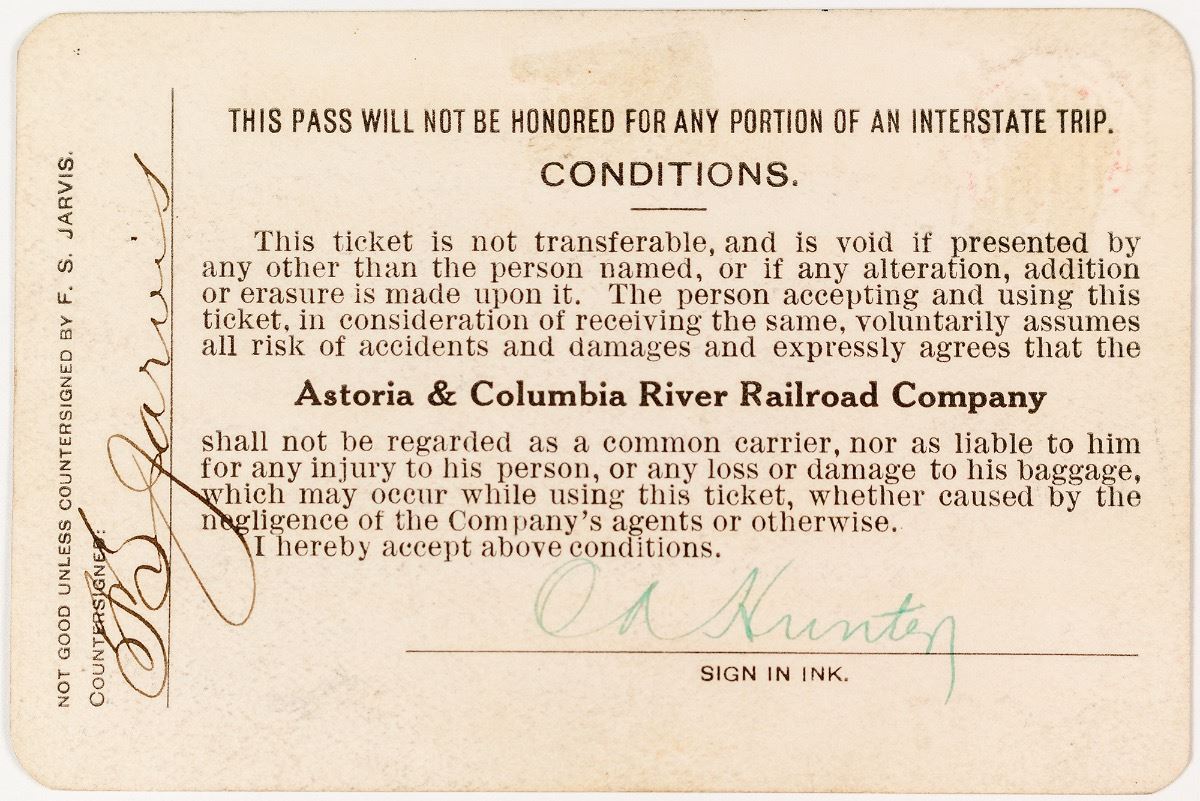 THIS PASS WILL NOT BE HONORED FOR ANY PORTION OF AN INTERSTATE TRIP.
CONDITIONS.
This ticket is not transferable, and is void if presented by
any other than the person named, or if any alteration, addition
or erasure is made upon it. The person accepting and using this
ticket, in consideration of receiving the same, voluntarily assumes
all risk of accidents and damages and expressly agrees that the
Astoria & Columbia River Railroad Company
shall not be regarded as a common carrier, nor as liable to him
for any injury to his person, or any loss or damage to his baggage,
which may occur while using this ticket, whether caused by the
negligence of the Company's agents or otherwise.
I hereby accept above conditions.
Hunter
SIGN IN INK.
NOT GOOD UNLESS COUNTERSIGNED BY F. S. JARVIS.
COUNTERSIGNED:
Jarvis